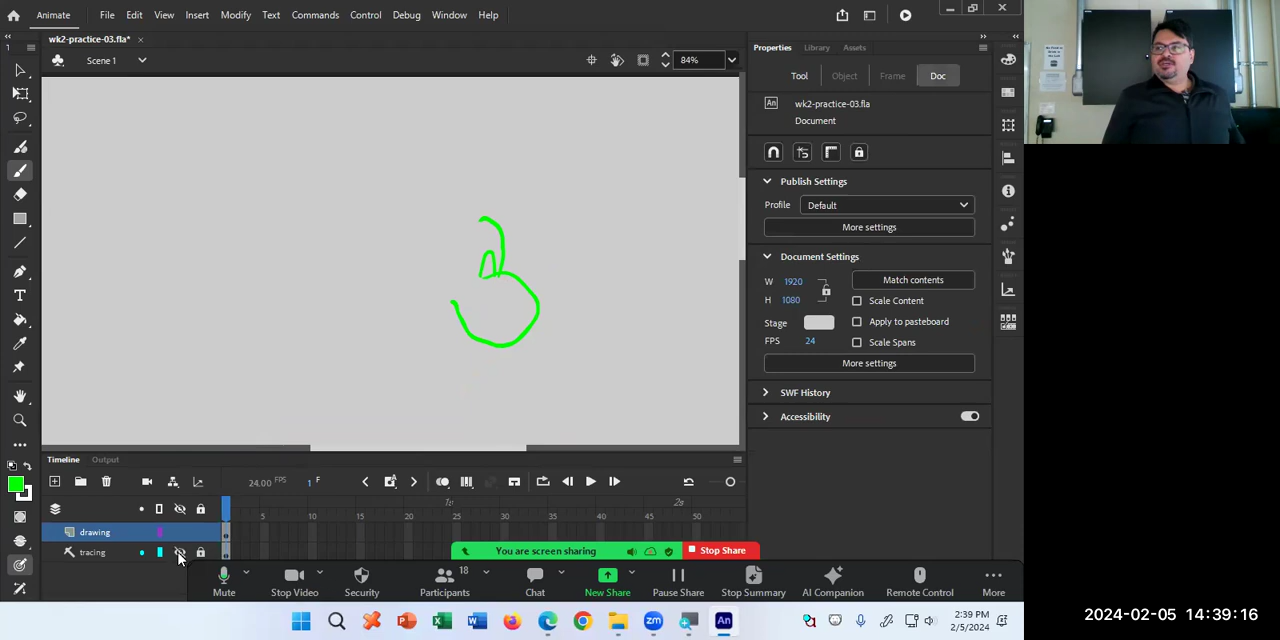 Animate File Edit View Insert Modify Text Commands Control Debug Window Help
wk2-practice-03.fla* ×
Scene 1 84%
Properties Library Assets
Tool Object Frame Doc
An wk2-practice-03.fla
Document
Publish Settings
Profile Default
More settings
Document Settings
W 1920 Match contents
H 1080 Scale Content
Stage Apply to pasteboard
FPS 24 Scale Spans
More settings
SWF History
Accessibility
Timeline Output
24.00 FPS 1 F
1s 2s
5 10 15 20 25 30 35 40 45 50
drawing
tracing
You are screen sharing Stop Share
18
Mute Stop Video Security Participants Chat New Share Pause Share Stop Summary AI Companion Remote Control More
2:39 PM
2/5/2024
2024-02-05 14:39:16